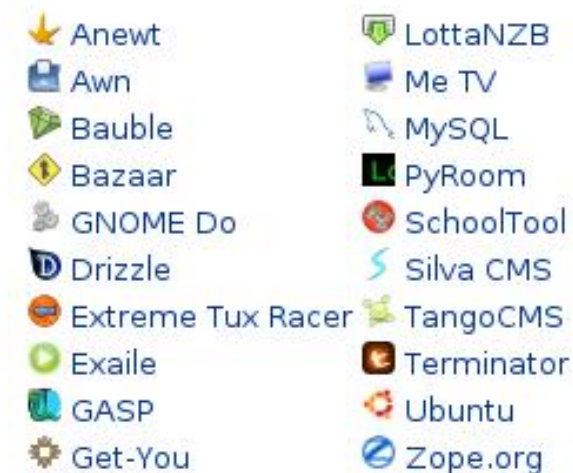 Anewt
Awn
Bauble
Bazaar
GNOME Do
Drizzle
Extreme Tux Racer
Exaile
GASP
Get-You
LottaNZB
Me TV
MySQL
PyRoom
SchoolTool
Silva CMS
TangoCMS
Terminator
Ubuntu
Zope.org